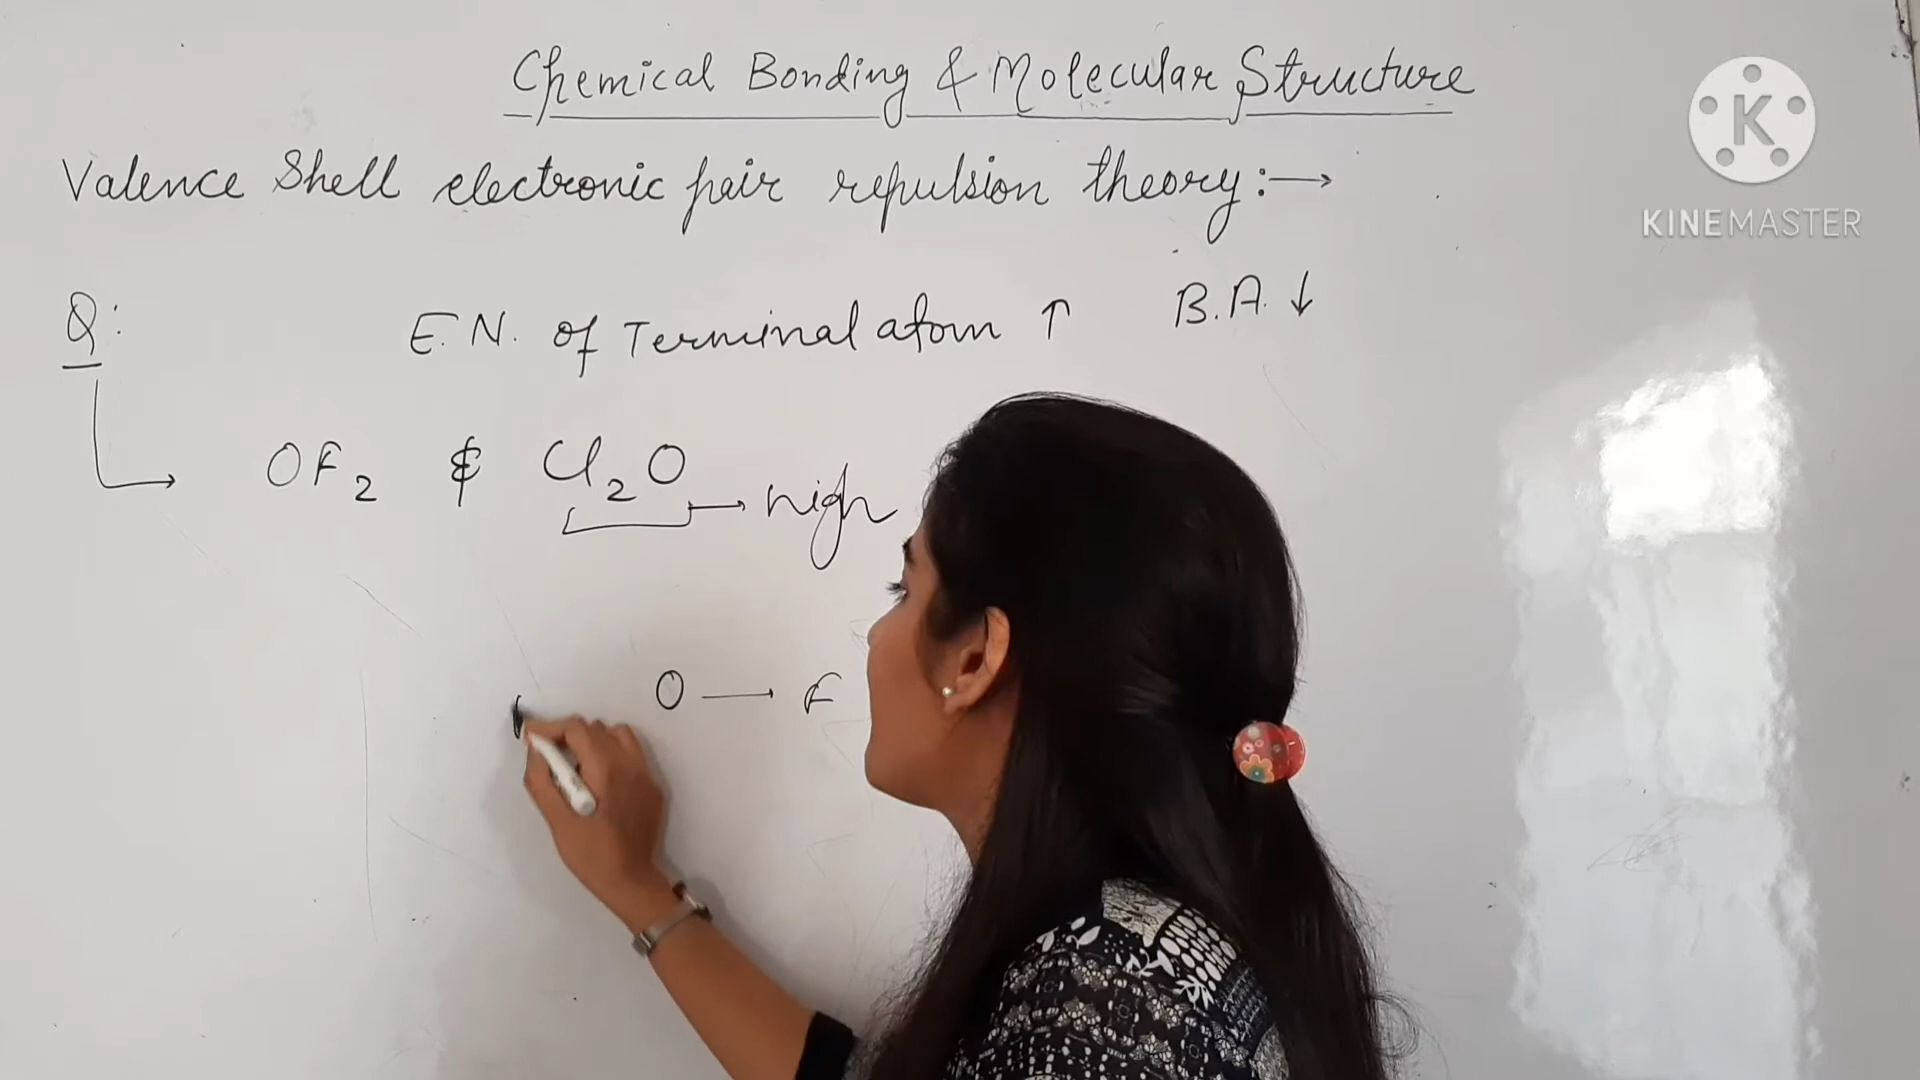 Chemical Bonding & Molecular Structure
Valence Shell electronic pair repulsion theory:→
Q:
E.N. of Terminal atom ↑ B.A. ↓
OF2 & Cl2O → high
O → F
K
KINEMASTER